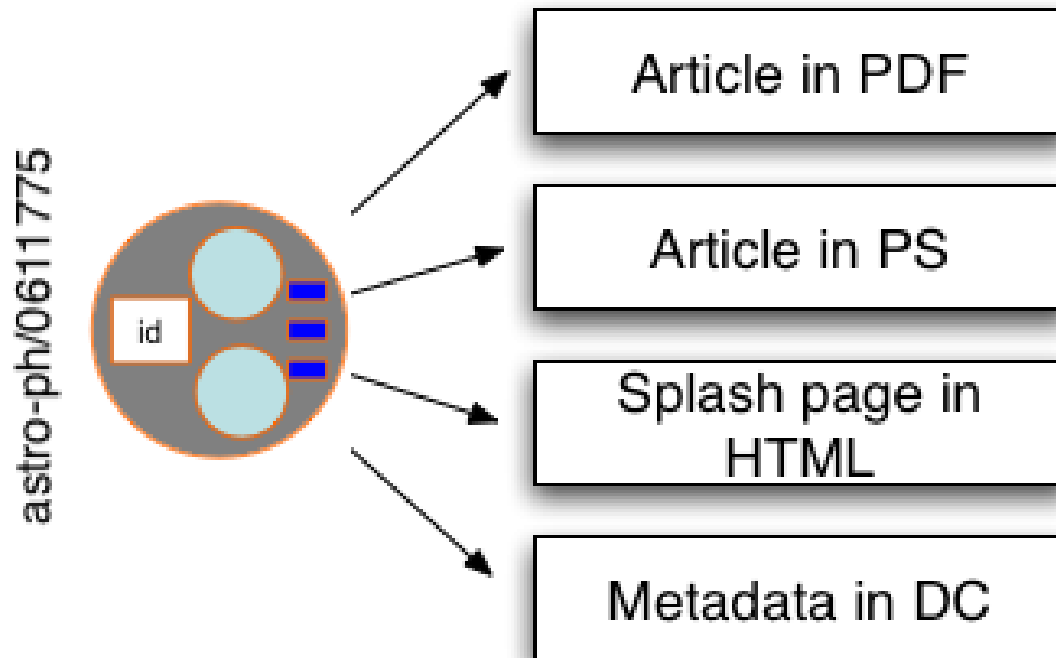 astro-ph/0611775
id
Article in PDF
Article in PS
Splash page in
HTML
Metadata in DC